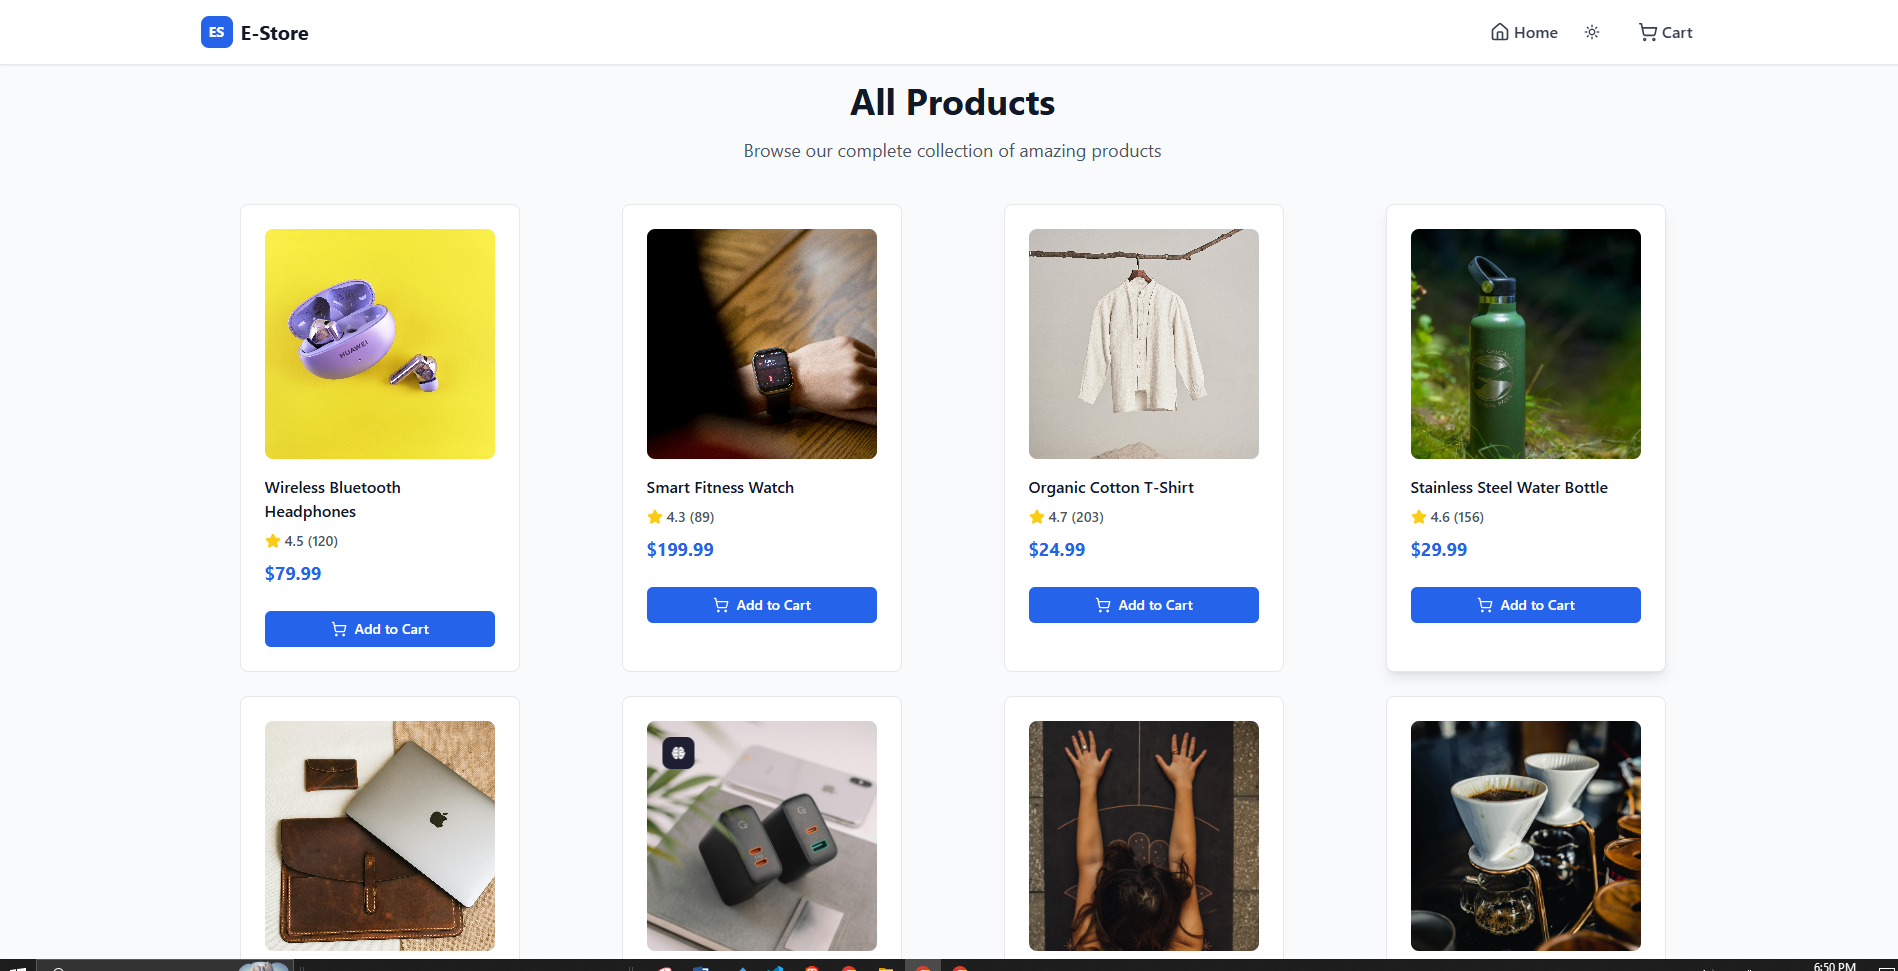 ES E-Store
Home
Cart
All Products
Browse our complete collection of amazing products
HUAWEI
Wireless Bluetooth
Headphones
4.5 (120)
$79.99
Add to Cart
Smart Fitness Watch
4.3 (89)
$199.99
Add to Cart
Organic Cotton T-Shirt
4.7 (203)
$24.99
Add to Cart
Stainless Steel Water Bottle
4.6 (156)
$29.99
Add to Cart
6:50 PM